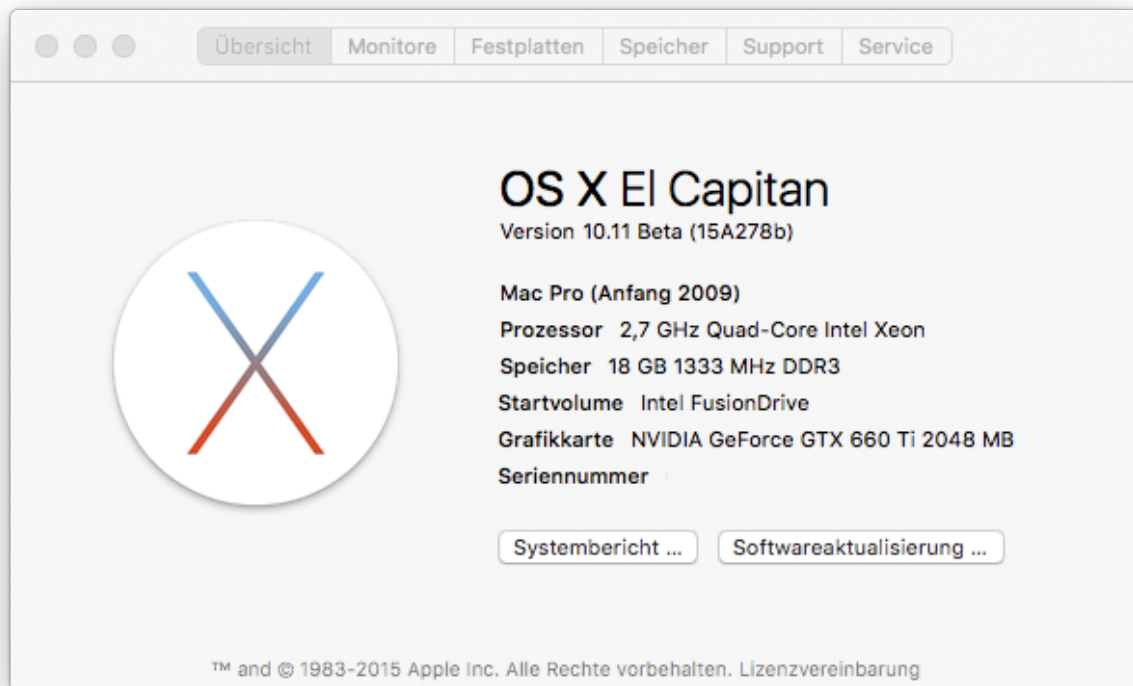 Übersicht Monitore Festplatten Speicher Support Service
OS X El Capitan
Version 10.11 Beta (15A278b)
Mac Pro (Anfang 2009)
Prozessor 2,7 GHz Quad-Core Intel Xeon
Speicher 18 GB 1333 MHz DDR3
Startvolume Intel FusionDrive
Grafikkarte NVIDIA GeForce GTX 660 Ti 2048 MB
Seriennummer
Systembericht ... Softwareaktualisierung ...
™ and © 1983-2015 Apple Inc. Alle Rechte vorbehalten. Lizenzvereinbarung